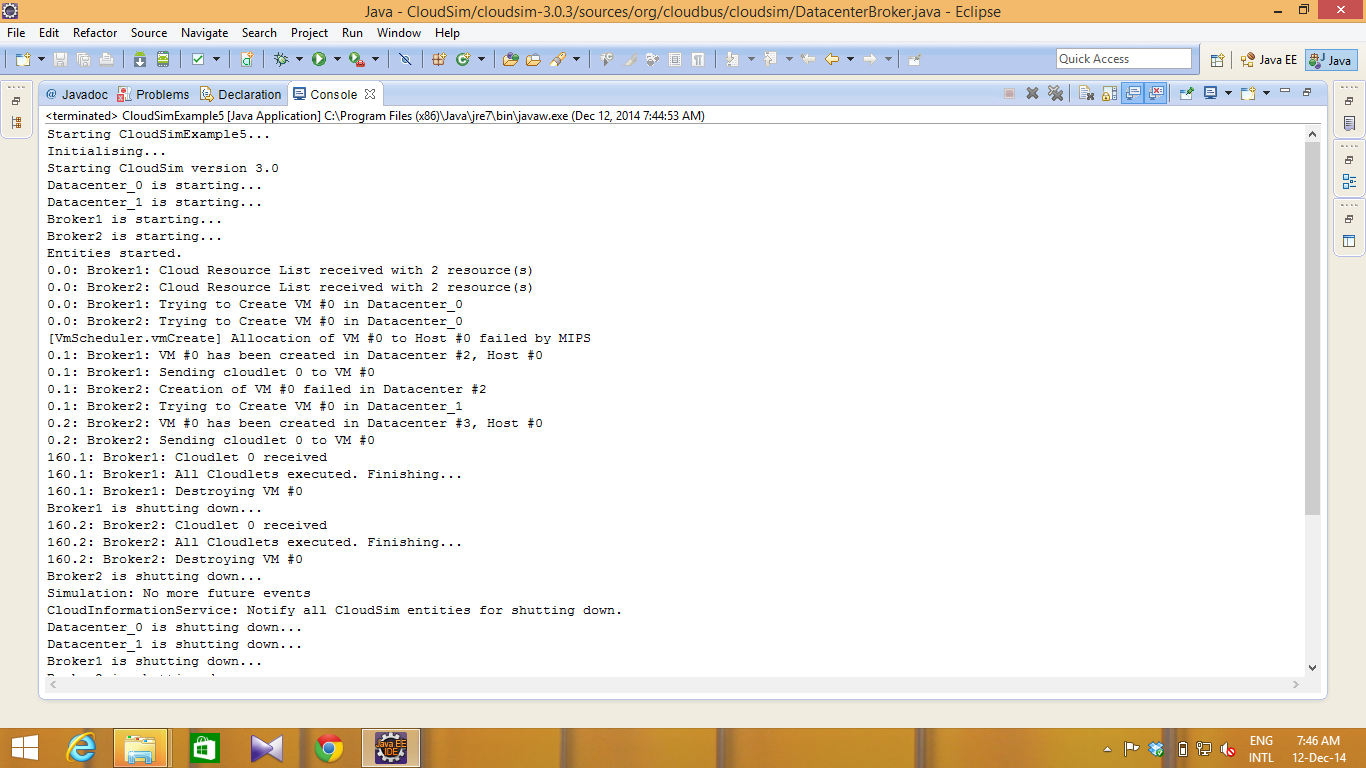 Java - CloudSim/cloudsim-3.0.3/sources/org/cloudbus/cloudsim/DatacenterBroker.java - Eclipse
File Edit Refactor Source Navigate Search Project Run Window Help
Quick Access
Java EE
Java
@ Javadoc Problems Declaration Console
<terminated> CloudSimExample5 [Java Application] C:\Program Files (x86)\Java\jre7\bin\javaw.exe (Dec 12, 2014 7:44:53 AM)
Starting CloudSimExample5...
Initialising...
Starting CloudSim version 3.0
Datacenter_0 is starting...
Datacenter_1 is starting...
Broker1 is starting...
Broker2 is starting...
Entities started.
0.0: Broker1: Cloud Resource List received with 2 resource(s)
0.0: Broker2: Cloud Resource List received with 2 resource(s)
0.0: Broker1: Trying to Create VM #0 in Datacenter_0
0.0: Broker2: Trying to Create VM #0 in Datacenter_0
[VmScheduler.vmCreate] Allocation of VM #0 to Host #0 failed by MIPS
0.1: Broker1: VM #0 has been created in Datacenter #2, Host #0
0.1: Broker1: Sending cloudlet 0 to VM #0
0.1: Broker2: Creation of VM #0 failed in Datacenter #2
0.1: Broker2: Trying to Create VM #0 in Datacenter_1
0.2: Broker2: VM #0 has been created in Datacenter #3, Host #0
0.2: Broker2: Sending cloudlet 0 to VM #0
160.1: Broker1: Cloudlet 0 received
160.1: Broker1: All Cloudlets executed. Finishing...
160.1: Broker1: Destroying VM #0
Broker1 is shutting down...
160.2: Broker2: Cloudlet 0 received
160.2: Broker2: All Cloudlets executed. Finishing...
160.2: Broker2: Destroying VM #0
Broker2 is shutting down...
Simulation: No more future events
CloudInformationService: Notify all CloudSim entities for shutting down.
Datacenter_0 is shutting down...
Datacenter_1 is shutting down...
Broker1 is shutting down...
Java EE
IDE
ENG
INTL
7:46 AM
12-Dec-14